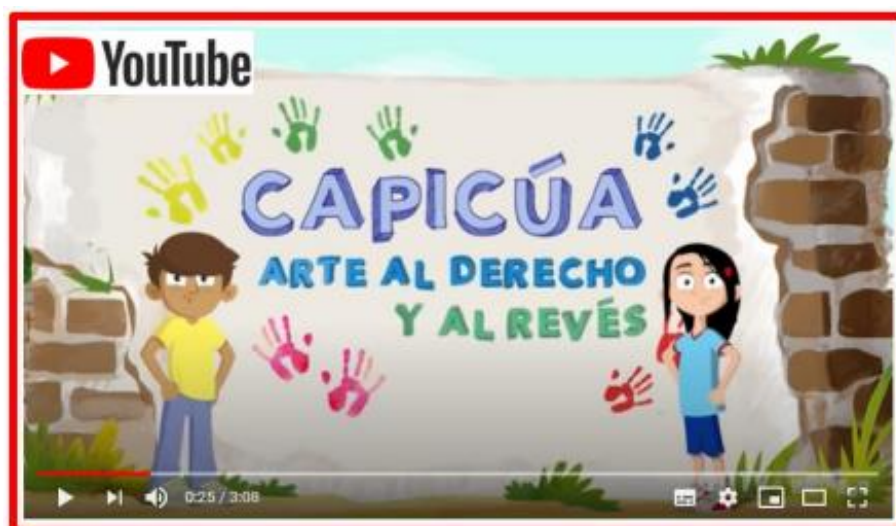 YouTube
CAPICÚA
ARTE AL DERECHO
Y AL REVÉS
0:25 / 3:08